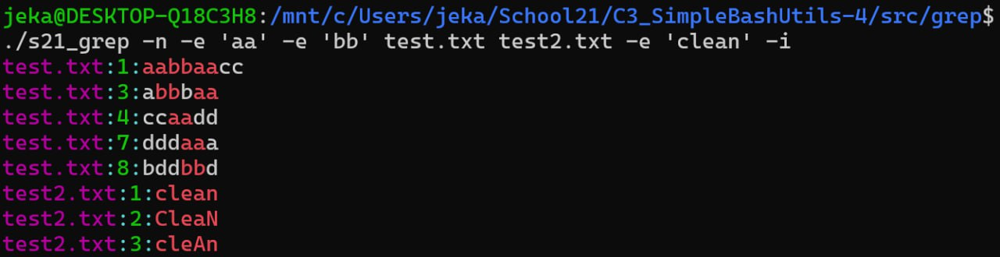 jeka@DESKTOP-Q18C3H8:/mnt/c/Users/jeka/School21/C3_SimpleBashUtils-4/src/grep$
./s21_grep -n -e 'aa' -e 'bb' test.txt test2.txt -e 'clean' -i
test.txt:1:aabbaacc
test.txt:3:abbbaa
test.txt:4:ccaadd
test.txt:7:dddaaa
test.txt:8:bddbbd
test2.txt:1:clean
test2.txt:2:CleaN
test2.txt:3:cleAn